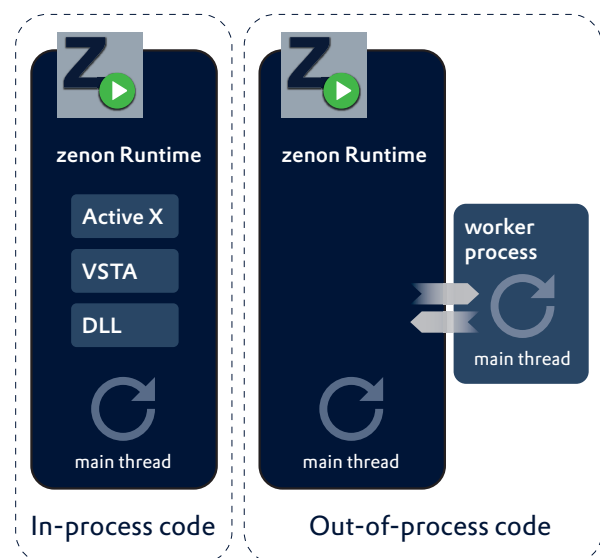 Z
zenon Runtime
Active X
VSTA
DLL
main thread
In-process code
Z
zenon Runtime
worker
process
main thread
main thread
Out-of-process code